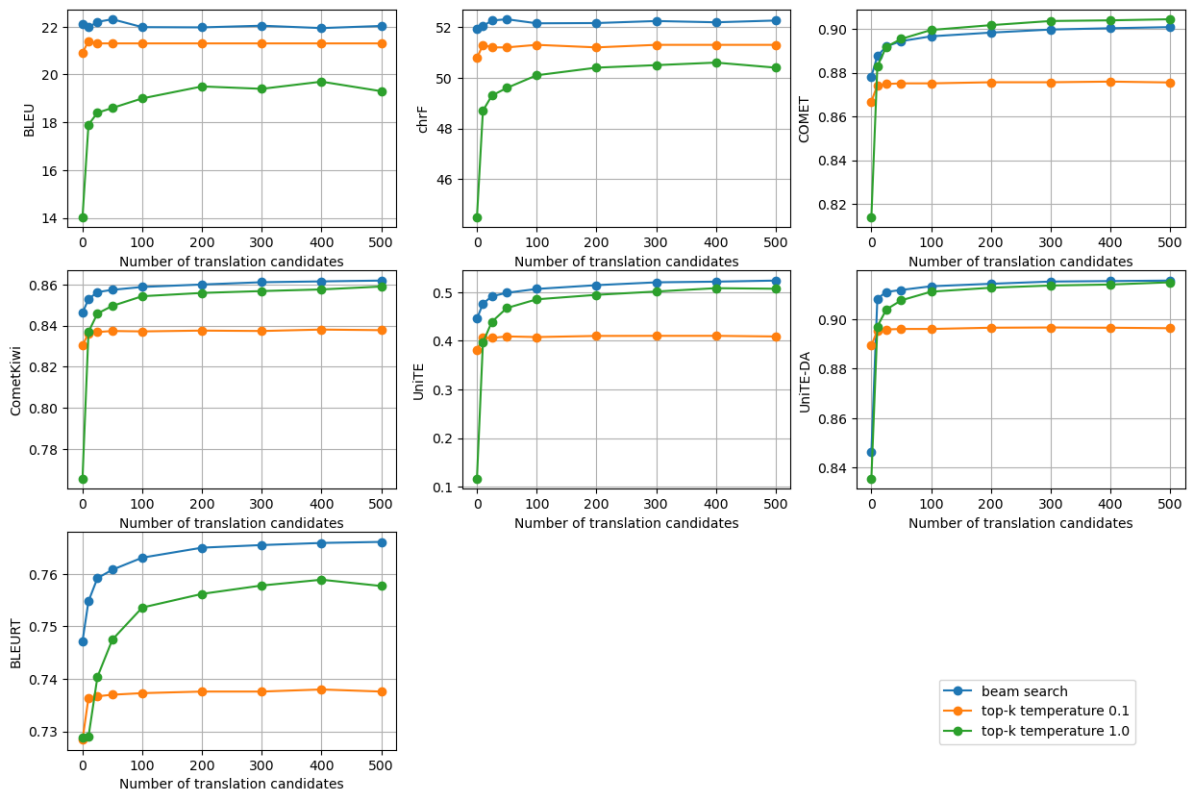 22
20
18
16
14
BLEU
0 100 200 300 400 500
Number of translation candidates
52
50
48
46
chrF
0 100 200 300 400 500
Number of translation candidates
0.90
0.88
0.86
0.84
0.82
COMET
0 100 200 300 400 500
Number of translation candidates
0.86
0.84
0.82
0.80
0.78
CometKiwi
0 100 200 300 400 500
Number of translation candidates
0.5
0.4
0.3
0.2
0.1
UniTE
0 100 200 300 400 500
Number of translation candidates
0.90
0.88
0.86
0.84
UniTE-DA
0 100 200 300 400 500
Number of translation candidates
0.76
0.75
0.74
0.73
BLEURT
0 100 200 300 400 500
Number of translation candidates
beam search
top-k temperature 0.1
top-k temperature 1.0